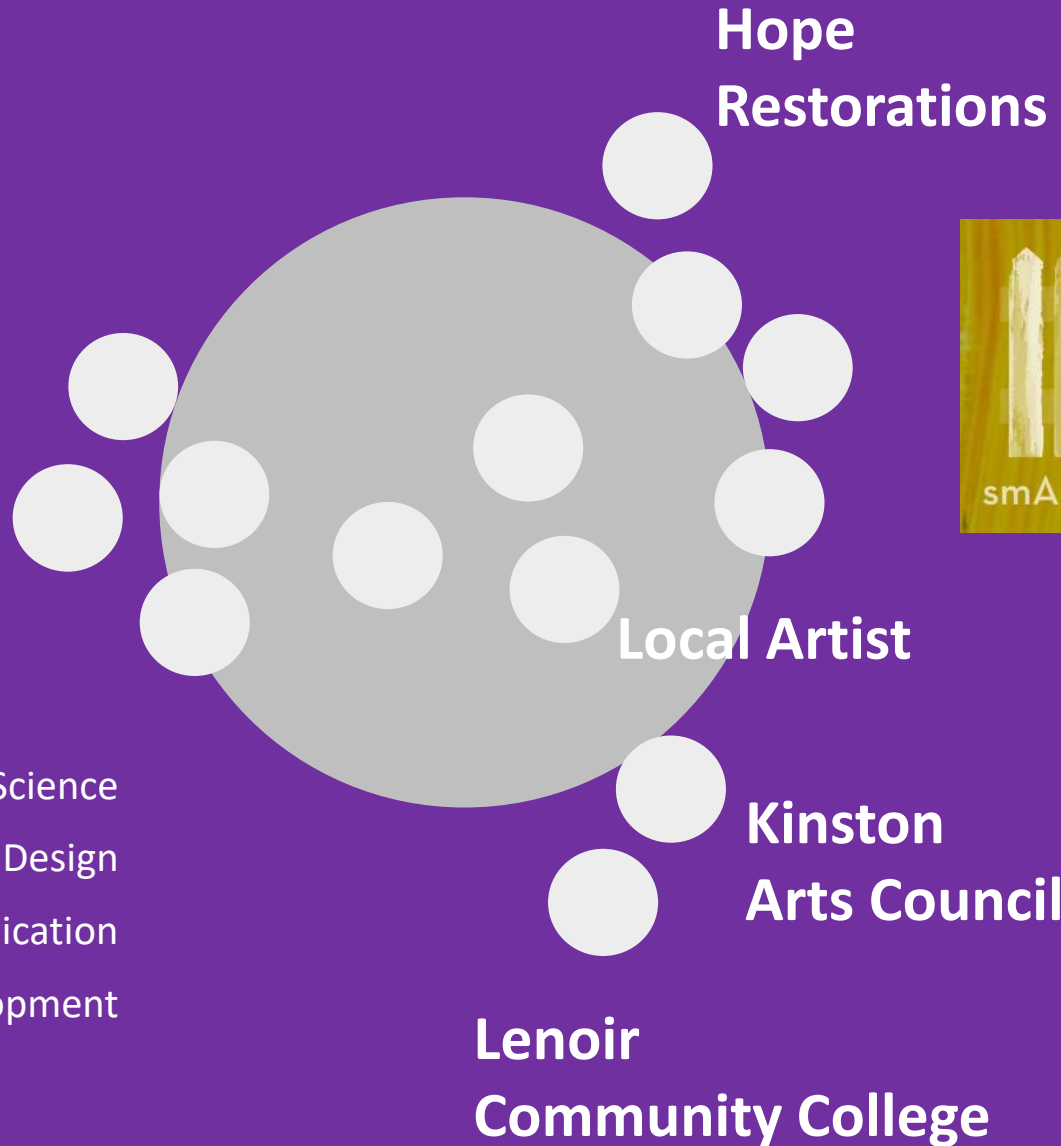 Hope
Restorations
smA
Local Artist
Science
Design
ication
opment
Kinston
Arts Council
Lenoir
Community College